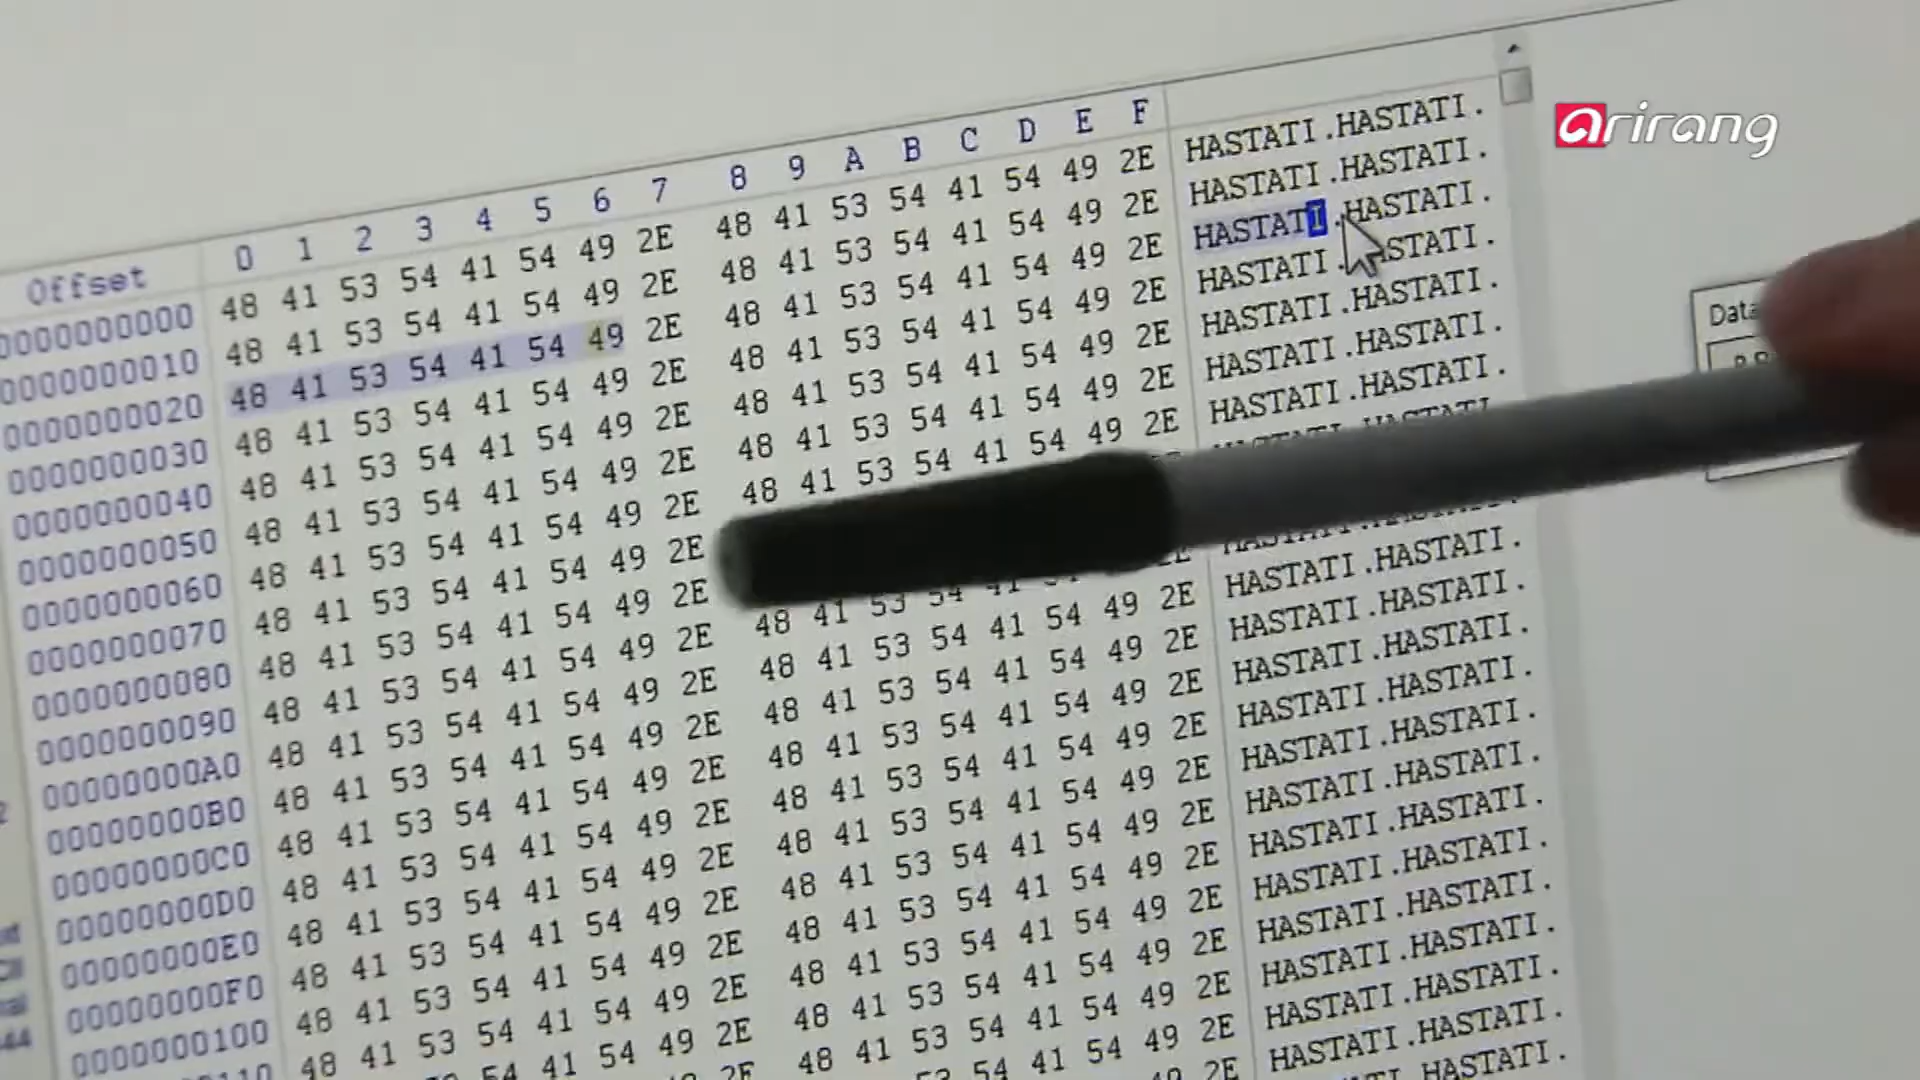 arirang
Offset 0 1 2 3 4 5 6 7 8 9 A B C D E F
0000000000 48 41 53 54 41 54 49 2E 48 41 53 54 41 54 49 2E HASTATI.HASTATI.
0000000010 48 41 53 54 41 54 49 2E 48 41 53 54 41 54 49 2E HASTATI.HASTATI.
0000000020 48 41 53 54 41 54 49 2E 48 41 53 54 41 54 49 2E HASTATI.HASTATI.
0000000030 48 41 53 54 41 54 49 2E 48 41 53 54 41 54 49 2E HASTATI.HASTATI.
0000000040 48 41 53 54 41 54 49 2E 48 41 53 54 41 54 49 2E HASTATI.HASTATI.
0000000050 48 41 53 54 41 54 49 2E 48 41 53 54 41 54 49 2E HASTATI.HASTATI.
0000000060 48 41 53 54 41 54 49 2E 48 41 53 54 41 54 49 2E HASTATI.HASTATI.
0000000070 48 41 53 54 41 54 49 2E
0000000080 48 41 53 54 41 54 49 2E
0000000090 48 41 53 54 41 54 49 2E 48 41 53 54 41 54 49 2E HASTATI.HASTATI.
00000000A0 48 41 53 54 41 54 49 2E 48 41 53 54 41 54 49 2E HASTATI.HASTATI.
00000000B0 48 41 53 54 41 54 49 2E 48 41 53 54 41 54 49 2E HASTATI.HASTATI.
00000000C0 48 41 53 54 41 54 49 2E 48 41 53 54 41 54 49 2E HASTATI.HASTATI.
00000000D0 48 41 53 54 41 54 49 2E 48 41 53 54 41 54 49 2E HASTATI.HASTATI.
00000000E0 48 41 53 54 41 54 49 2E 48 41 53 54 41 54 49 2E HASTATI.HASTATI.
00000000F0 48 41 53 54 41 54 49 2E 48 41 53 54 41 54 49 2E HASTATI.HASTATI.
0000000100 48 41 53 54 41 54 49 2E 48 41 53 54 41 54 49 2E HASTATI.HASTATI.
48 41 53 54 41 54 49 2E 48 41 53 54 41 54 49 2E HASTATI.HASTATI.
Data